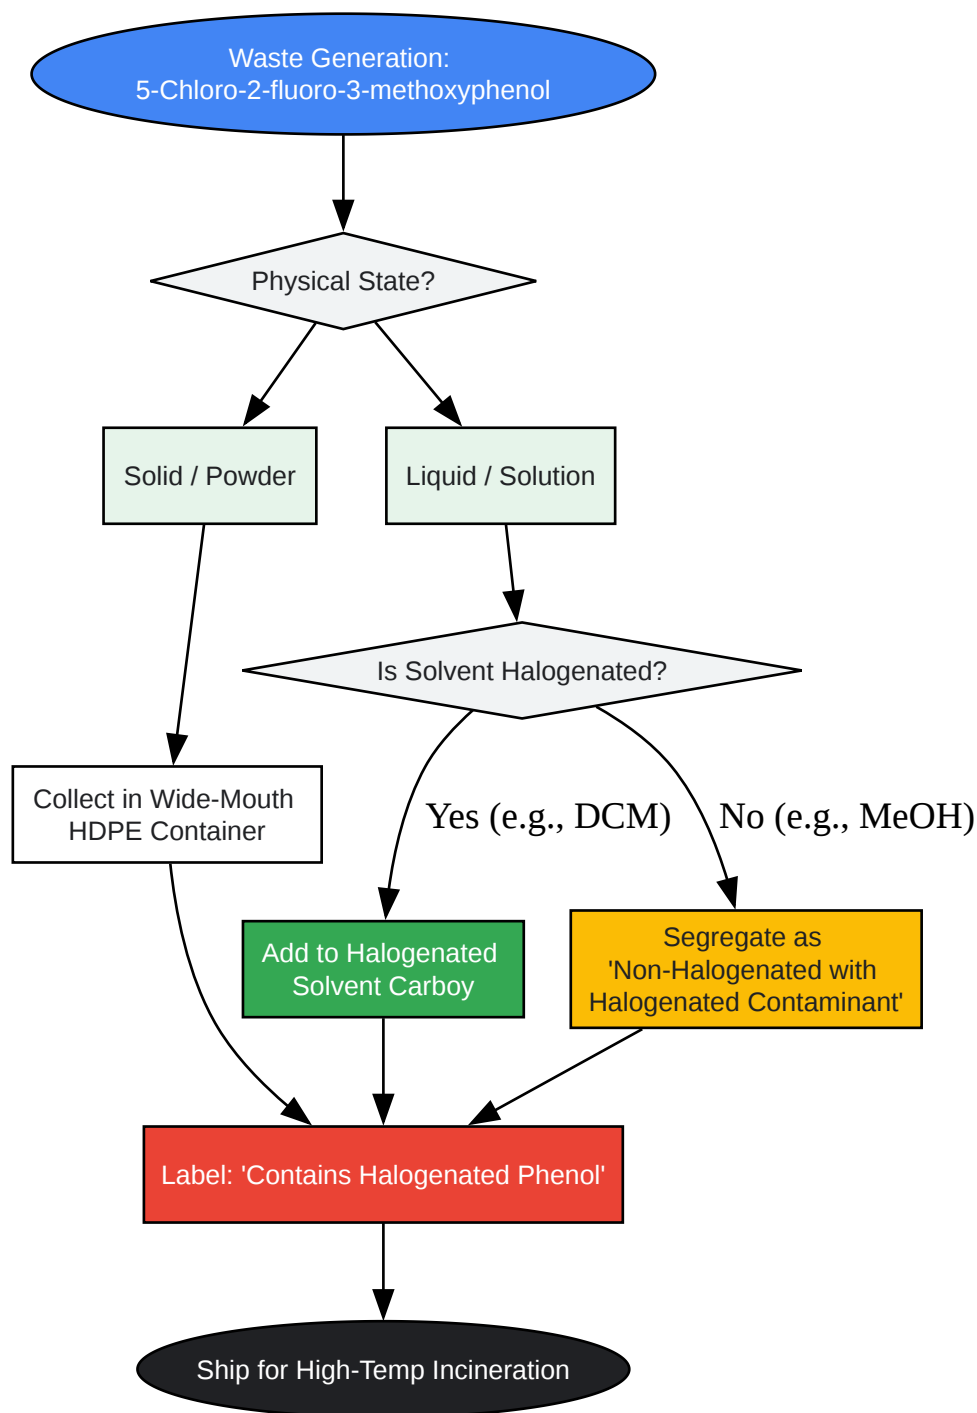 Waste Generation:
5-Chloro-2-fluoro-3-methoxyphenol
Physical State?
Solid / Powder
Liquid / Solution
Is Solvent Halogenated?
Collect in Wide-Mouth
HDPE Container
Yes (e.g., DCM)
No (e.g., MeOH)
Add to Halogenated
Solvent Carboy
Segregate as
'Non-Halogenated with
Halogenated Contaminant'
Label: 'Contains Halogenated Phenol'
Ship for High-Temp Incineration